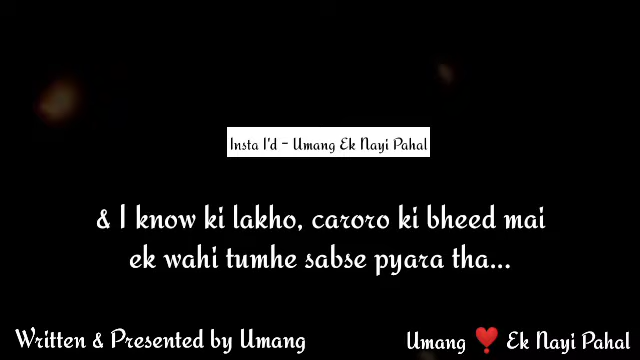 Insta I'd - Umang Ek Nayi Pahal
& I know ki lakho, caroro ki bheed mai
ek wahi tumhe sabse pyara tha...
Written & Presented by Umang
Umang ❤️ Ek Nayi Pahal